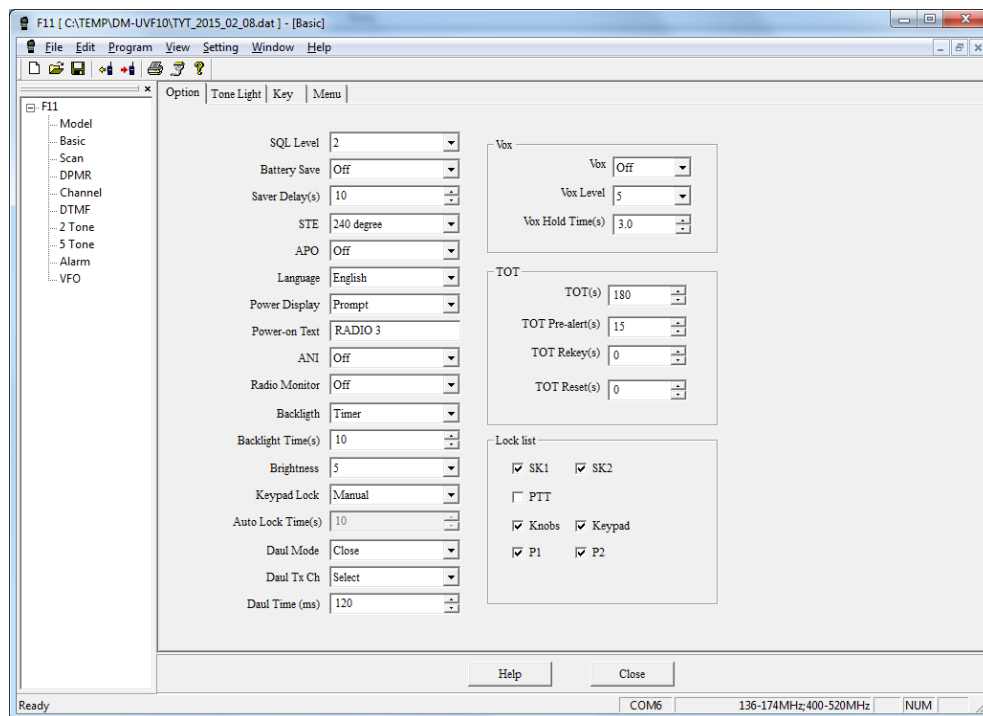 F11 [ C:\TEMP\DM-UVF10\TYT_2015_02_08.dat ] - [Basic]
File Edit Program View Setting Window Help
F11
Model
Basic
Scan
DPMR
Channel
DTMF
2 Tone
5 Tone
Alarm
VFO
Option Tone Light Key Menu
SQL Level 2
Battery Save Off
Saver Delay(s) 10
STE 240 degree
APO Off
Language English
Power Display Prompt
Power-on Text RADIO 3
ANI Off
Radio Monitor Off
Backligth Timer
Backlight Time(s) 10
Brightness 5
Keypad Lock Manual
Auto Lock Time(s) 10
Daul Mode Close
Daul Tx Ch Select
Daul Time (ms) 120
Vox
Vox Off
Vox Level 5
Vox Hold Time(s) 3.0
TOT
TOT(s) 180
TOT Pre-alert(s) 15
TOT Rekey(s) 0
TOT Reset(s) 0
Lock list
SK1 SK2
PTT
Knobs Keypad
P1 P2
Help Close
Ready COM6 136-174MHz;400-520MHz NUM